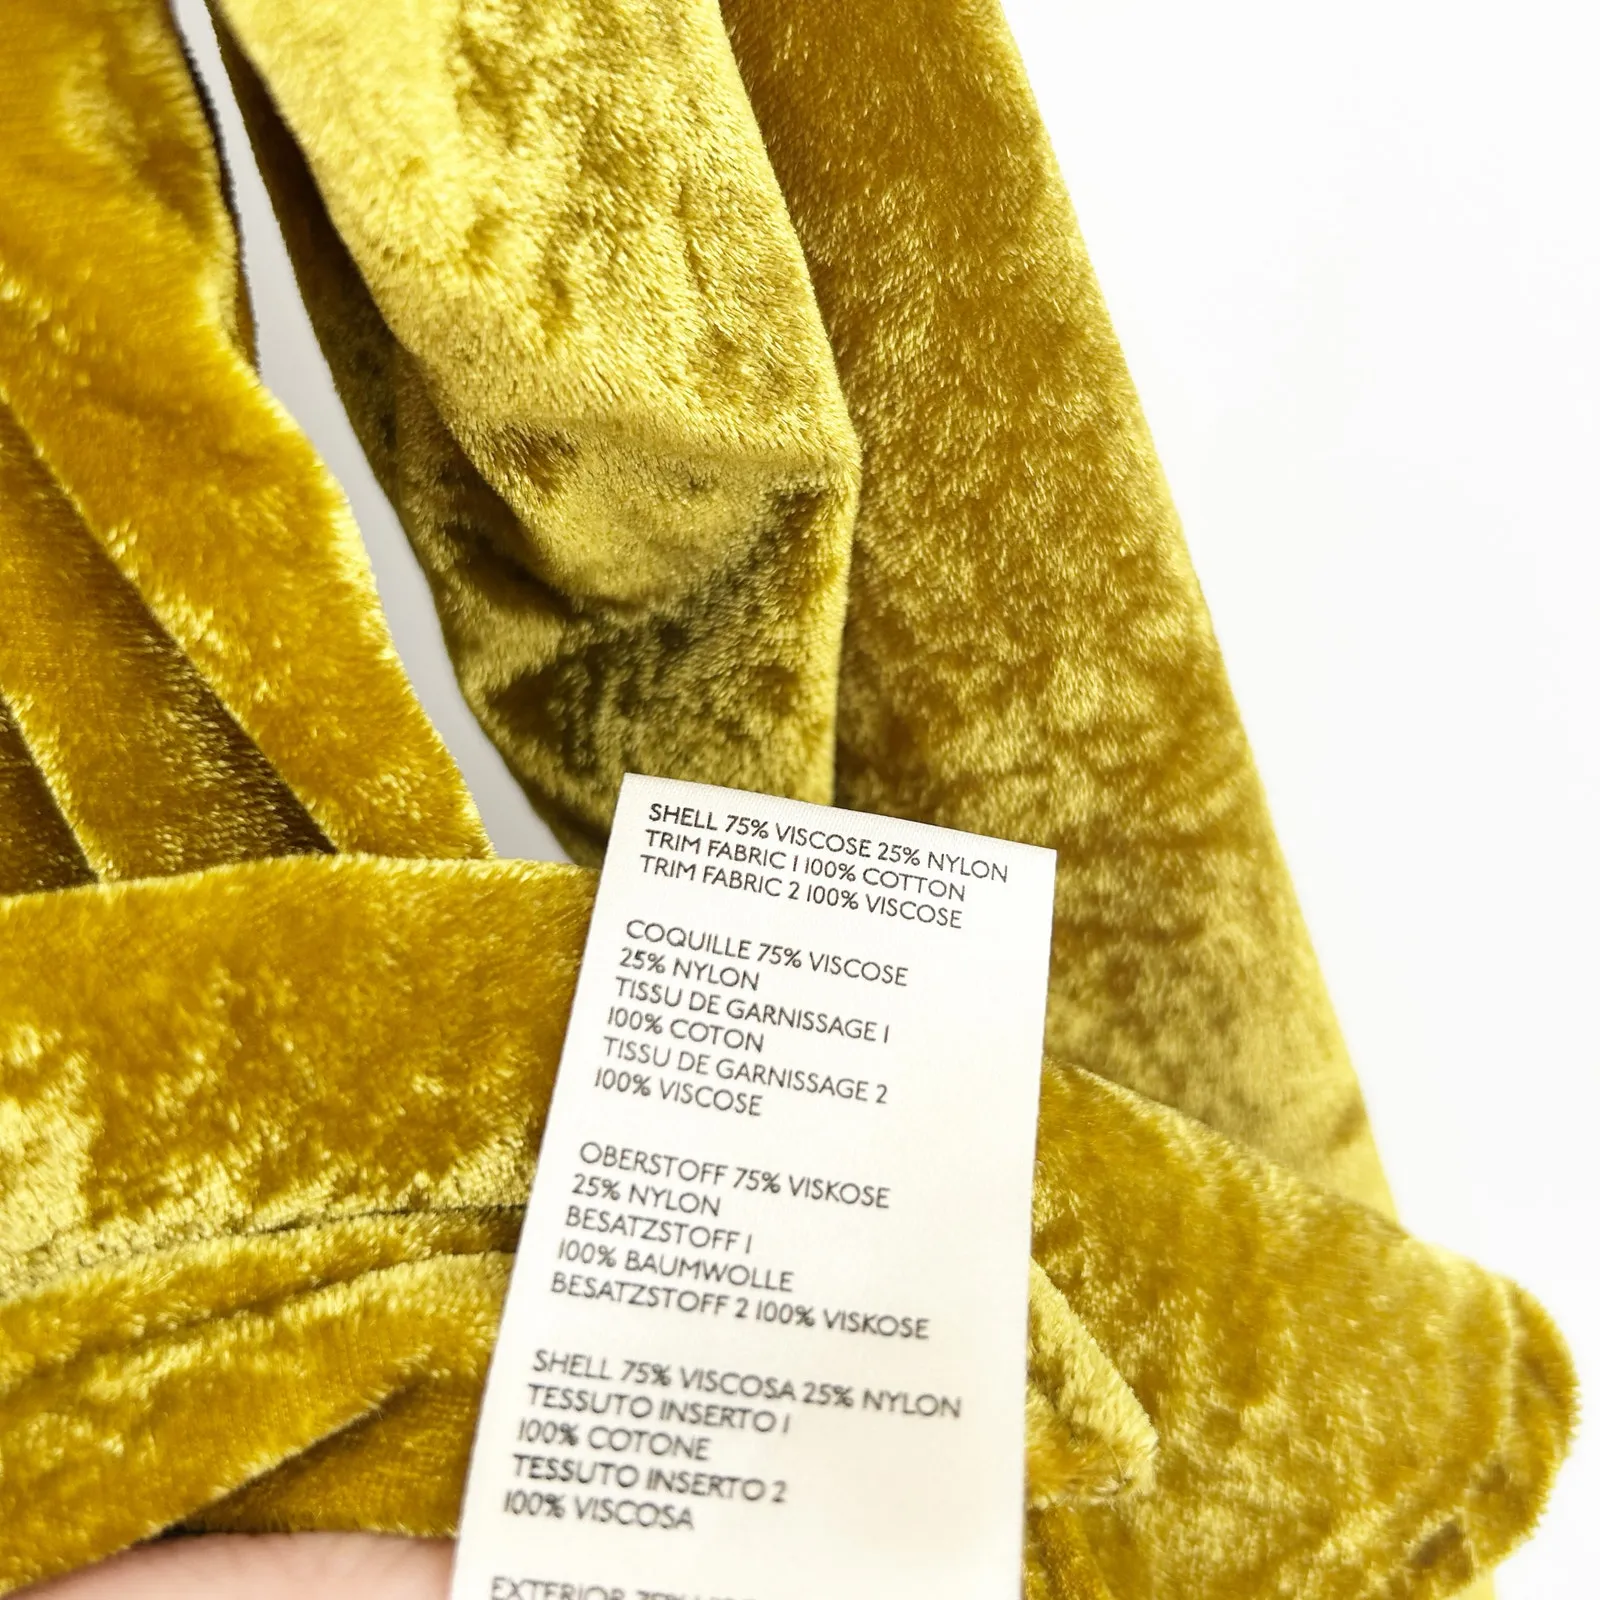 SHELL 75% VISCOSE 25% NYLON
TRIM FABRIC 1 100% COTTON
TRIM FABRIC 2 100% VISCOSE
COQUILLE 75% VISCOSE
25% NYLON
TISSU DE GARNISSAGE 1
100% COTON
TISSU DE GARNISSAGE 2
100% VISCOSE
OBERSTOFF 75% VISKOSE
25% NYLON
BESATZSTOFF 1
100% BAUMWOLLE
BESATZSTOFF 2 100% VISKOSE
SHELL 75% VISCOSA 25% NYLON
TESSUTO INSERTO 1
100% COTONE
TESSUTO INSERTO 2
100% VISCOSA
EXTERIOR 75%